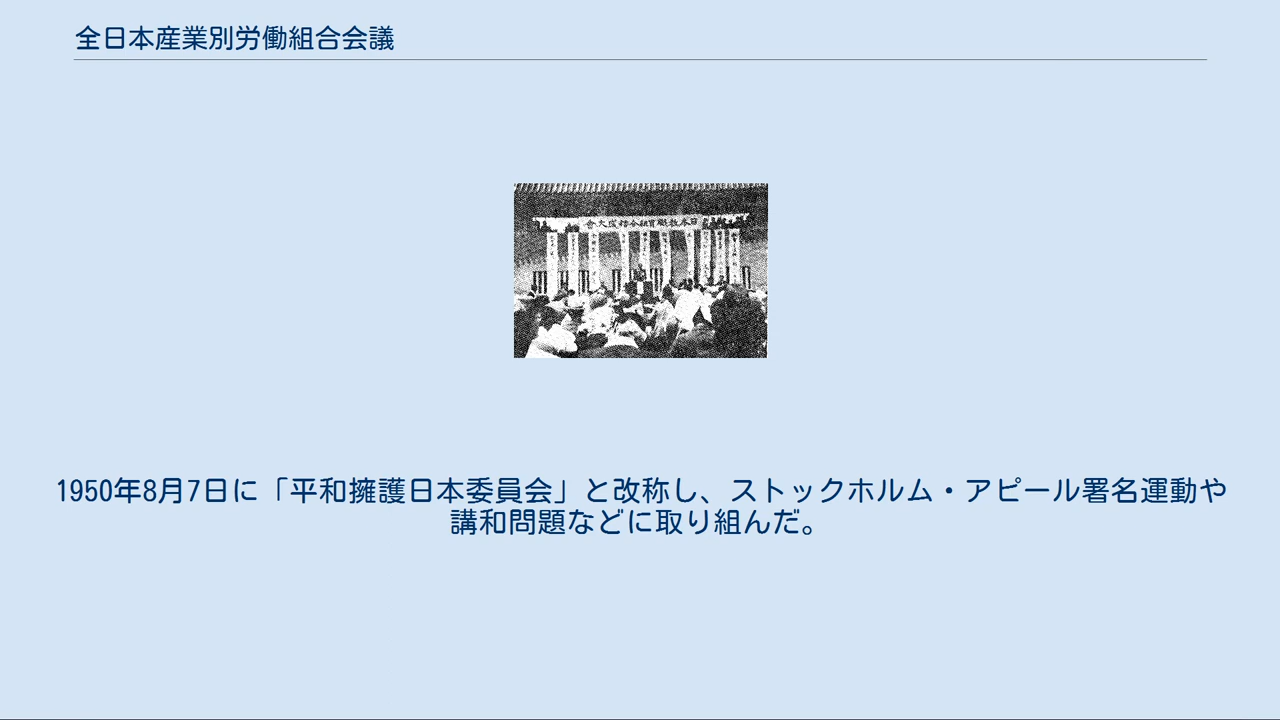 全日本産業別労働組合会議
1950年8月7日に「平和擁護日本委員会」と改称し、ストックホルム・アピール署名運動や
講和問題などに取り組んだ。